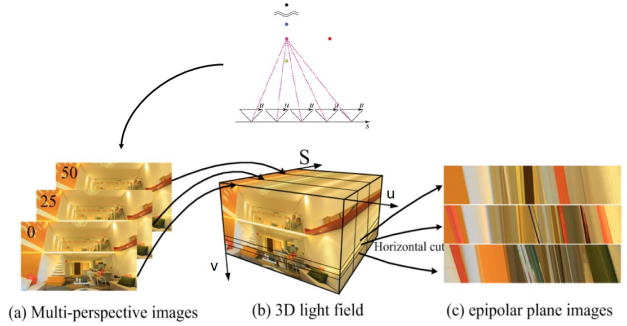 u u u u u
s
50
25
0
S
u
v
Horizontal cut
(a) Multi-perspective images
(b) 3D light field
(c) epipolar plane images